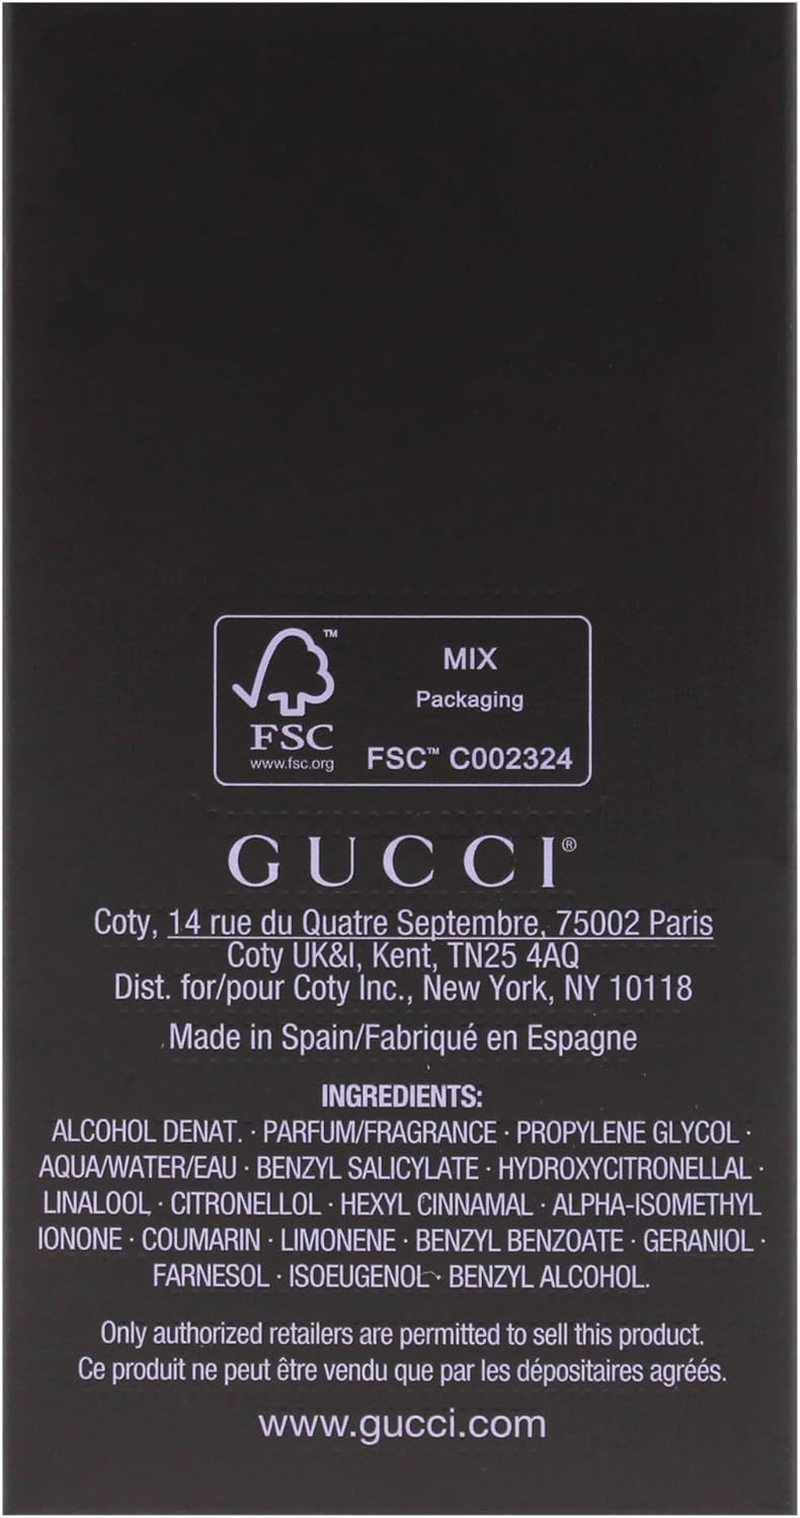 ™
MIX
Packaging
FSC
www.fsc.org
FSC™ C002324
GUCCI®
Coty, 14 rue du Quatre Septembre, 75002 Paris
Coty UK&I, Kent, TN25 4AQ
Dist. for/pour Coty Inc., New York, NY 10118
Made in Spain/Fabriqué en Espagne
INGREDIENTS:
ALCOHOL DENAT. · PARFUM/FRAGRANCE · PROPYLENE GLYCOL ·
AQUA/WATER/EAU · BENZYL SALICYLATE · HYDROXYCITRONELLAL ·
LINALOOL · CITRONELLOL · HEXYL CINNAMAL · ALPHA-ISOMETHYL
IONONE · COUMARIN · LIMONENE · BENZYL BENZOATE · GERANIOL ·
FARNESOL · ISOEUGENOL · BENZYL ALCOHOL.
Only authorized retailers are permitted to sell this product.
Ce produit ne peut être vendu que par les dépositaires agréés.
www.gucci.com